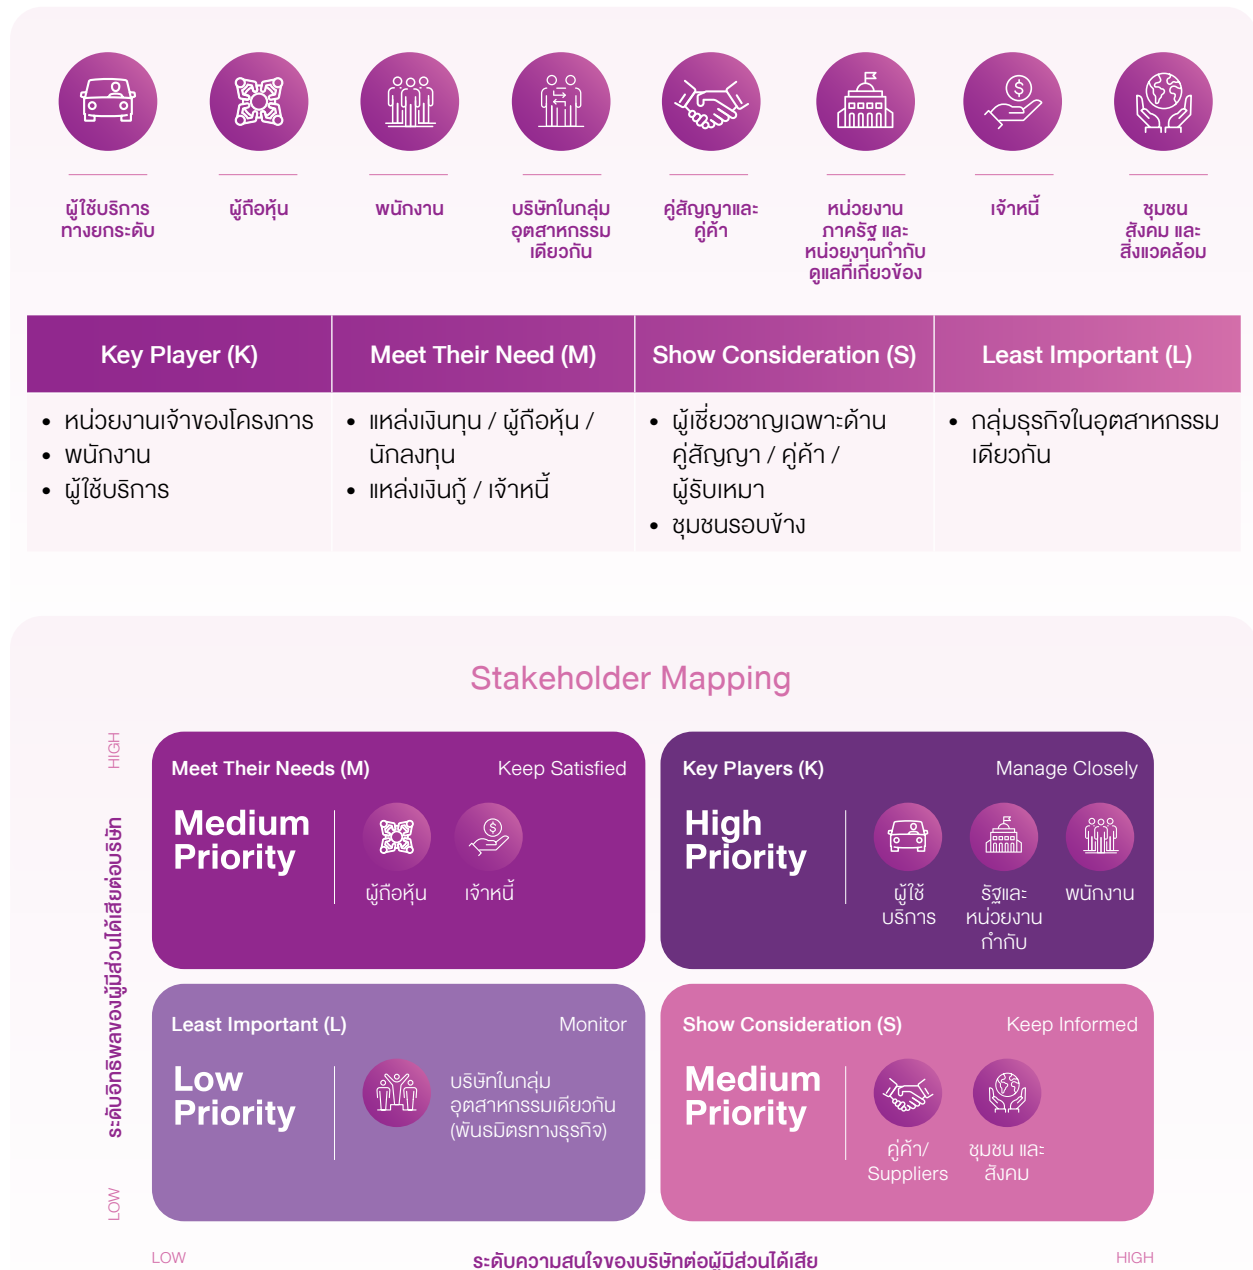 ผู้ใช้บริการ
ทางยกระดับ
ผู้ถือหุ้น
พนักงาน
บริษัทในกลุ่ม
อุตสาหกรรม
เดียวกัน
คู่สัญญาและ
คู่ค้า
หน่วยงาน
ภาครัฐ และ
หน่วยงานกำกับ
ดูแลที่เกี่ยวข้อง
เจ้าหนี้
ชุมชน
สังคม และ
สิ่งแวดล้อม
Key Player (K)
• หน่วยงานเจ้าของโครงการ
• พนักงาน
• ผู้ใช้บริการ
Meet Their Need (M)
• แหล่งเงินทุน / ผู้ถือหุ้น /
นักลงทุน
• แหล่งเงินกู้ / เจ้าหนี้
Show Consideration (S)
• ผู้เชี่ยวชาญเฉพาะด้าน
คู่สัญญา / คู่ค้า /
ผู้รับเหมา
• ชุมชนรอบข้าง
Least Important (L)
• กลุ่มธุรกิจในอุตสาหกรรม
เดียวกัน
Stakeholder Mapping
HIGH
ระดับอิทธิพลของผู้มีส่วนได้เสียต่อบริษัท
LOW
Meet Their Needs (M)
Keep Satisfied
Medium
Priority
ผู้ถือหุ้น
เจ้าหนี้
Key Players (K)
Manage Closely
High
Priority
ผู้ใช้
บริการ
รัฐและ
หน่วยงาน
กำกับ
พนักงาน
Least Important (L)
Monitor
Low
Priority
บริษัทในกลุ่ม
อุตสาหกรรมเดียวกัน
(พันธมิตรทางธุรกิจ)
Show Consideration (S)
Keep Informed
Medium
Priority
คู่ค้า/
Suppliers
ชุมชน และ
สังคม
LOW
ระดับความสนใจของบริษัทต่อผู้มีส่วนได้เสีย
HIGH